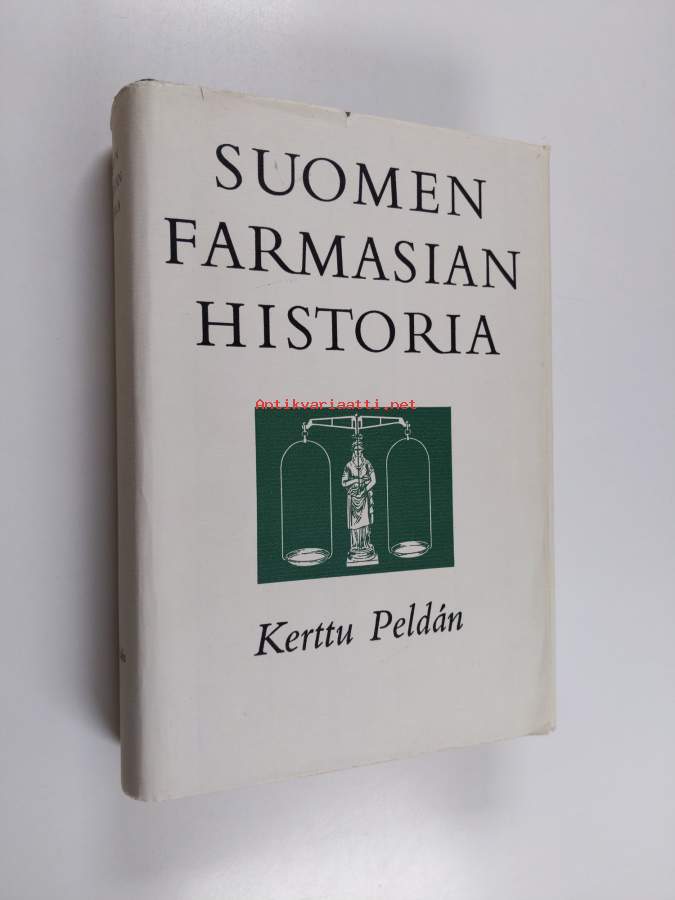 SUOMEN
FARMASIAN
HISTORIA
Antikvariaatti.net
Kerttu Peldán